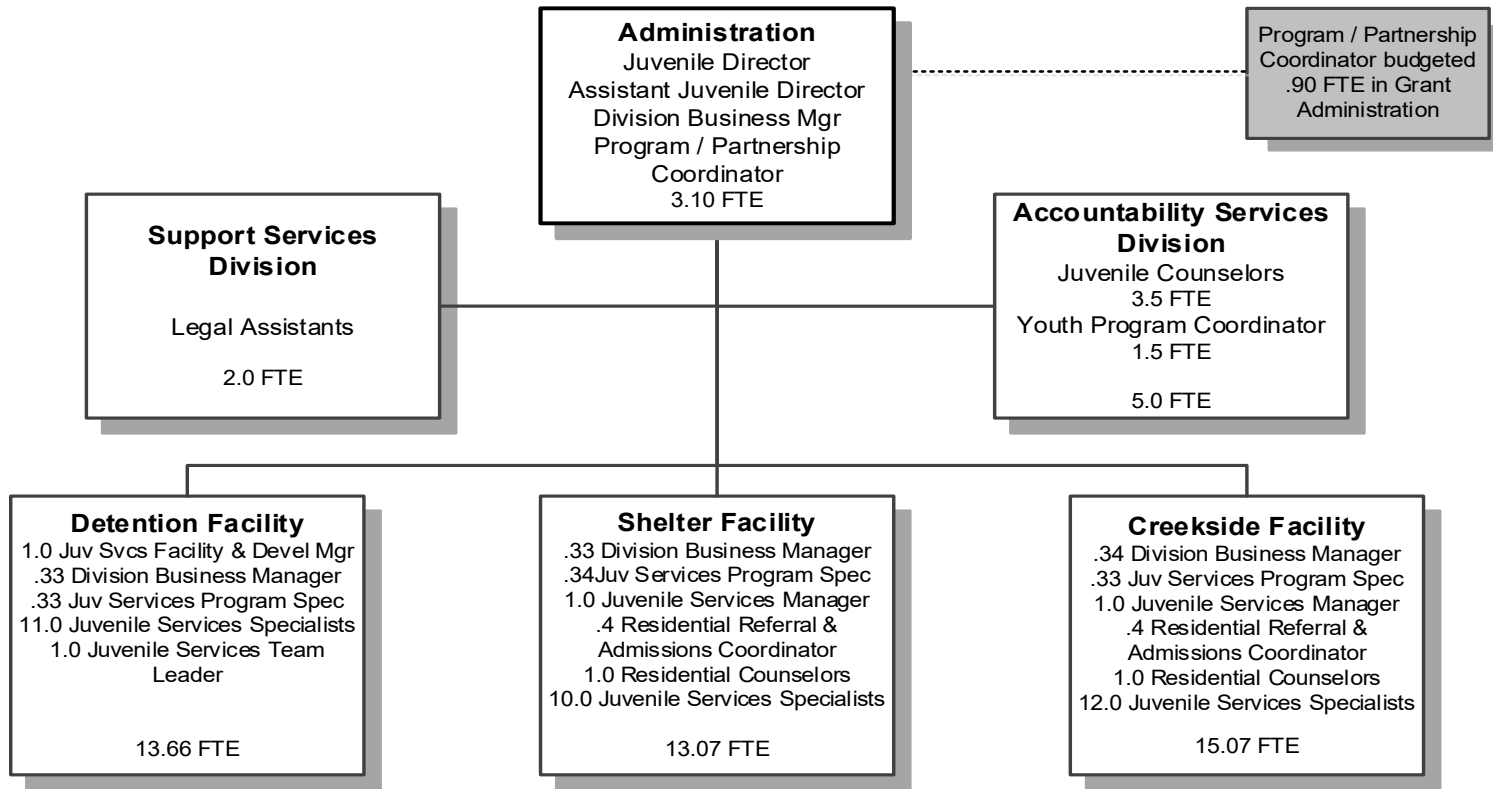 Administration
Juvenile Director
Assistant Juvenile Director
Division Business Mgr
Program / Partnership
Coordinator
3.10 FTE
Program / Partnership
Coordinator budgeted
.90 FTE in Grant
Administration
Support Services
Division
Legal Assistants
2.0 FTE
Accountability Services
Division
Juvenile Counselors
3.5 FTE
Youth Program Coordinator
1.5 FTE
5.0 FTE
Detention Facility
1.0 Juv Svcs Facility & Devel Mgr
.33 Division Business Manager
.33 Juv Services Program Spec
11.0 Juvenile Services Specialists
1.0 Juvenile Services Team
Leader
13.66 FTE
Shelter Facility
.33 Division Business Manager
.34Juv Services Program Spec
1.0 Juvenile Services Manager
.4 Residential Referral &
Admissions Coordinator
1.0 Residential Counselors
10.0 Juvenile Services Specialists
13.07 FTE
Creekside Facility
.34 Division Business Manager
.33 Juv Services Program Spec
1.0 Juvenile Services Manager
.4 Residential Referral &
Admissions Coordinator
1.0 Residential Counselors
12.0 Juvenile Services Specialists
15.07 FTE